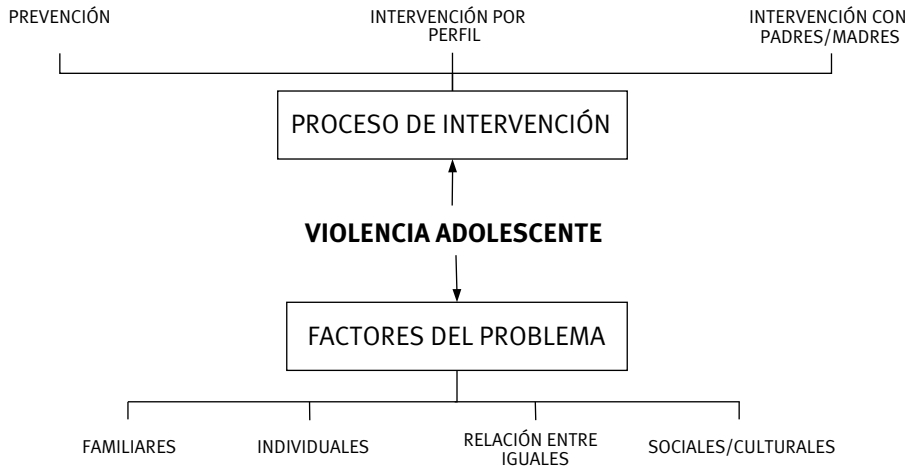 PREVENCIÓN
INTERVENCIÓN POR
PERFIL
INTERVENCIÓN CON
PADRES/MADRES
PROCESO DE INTERVENCIÓN
VIOLENCIA ADOLESCENTE
FACTORES DEL PROBLEMA
FAMILIARES
INDIVIDUALES
RELACIÓN ENTRE
IGUALES
SOCIALES/CULTURALES